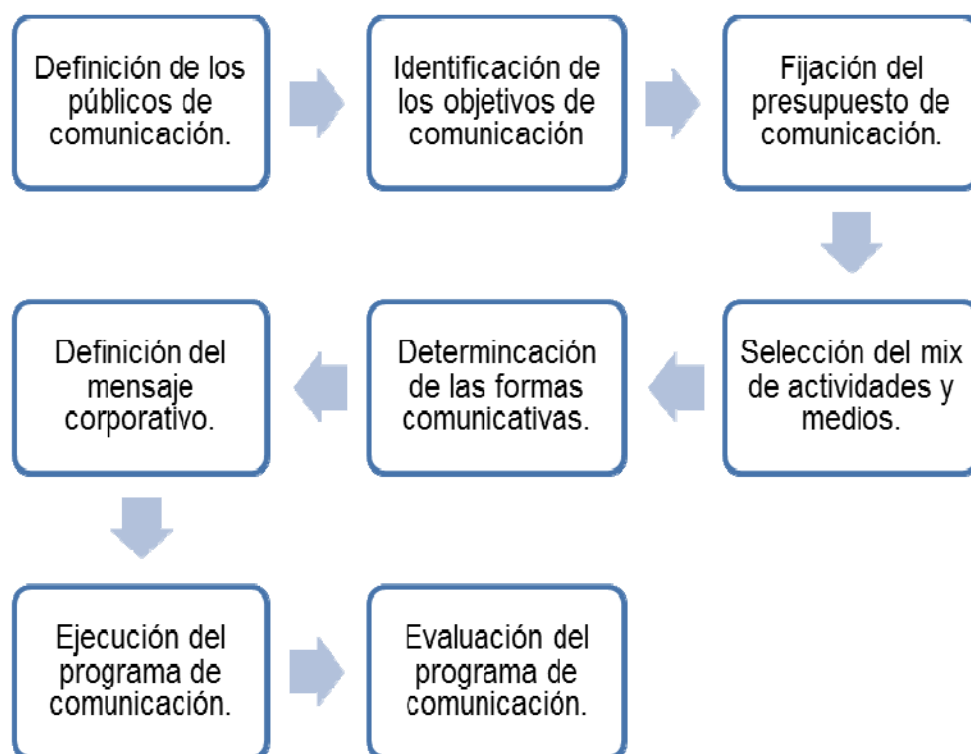 Definición de los
públicos de
comunicación.
Identificación de
los objetivos de
comunicación
Fijación del
presupuesto de
comunicación.
Selección del mix
de actividades y
medios.
Determincación
de las formas
comunicativas.
Definición del
mensaje
corporativo.
Ejecución del
programa de
comunicación.
Evaluación del
programa de
comunicación.